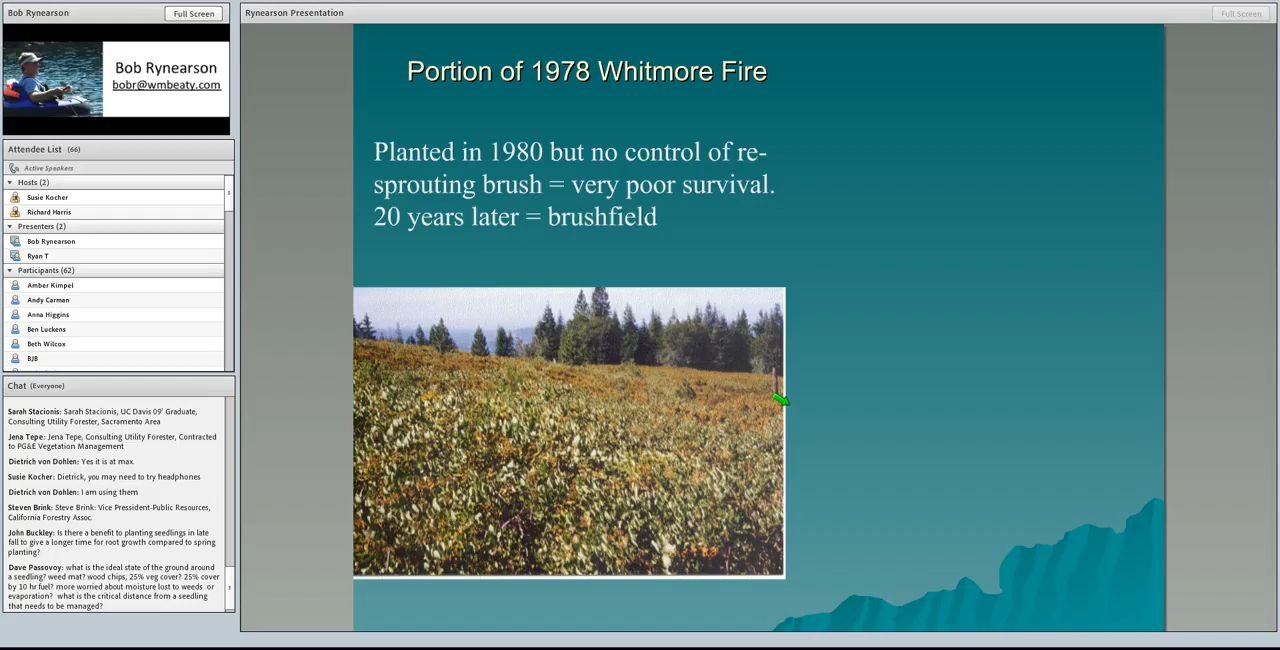 Bob Rynearson
Full Screen
Bob Rynearson
bobr@wmbeaty.com
Attendee List (66)
Active Speakers
Hosts (2)
Susie Kocher
Richard Harris
Presenters (2)
Bob Rynearson
Ryan T
Participants (62)
Amber Kimpel
Andy Carman
Anna Higgins
Ben Luckens
Beth Wilcox
BJB
Chat (Everyone)
Sarah Stacionis: Sarah Stacionis, UC Davis 09' Graduate,
Consulting Utility Forester, Sacramento Area
Jena Tepe: Jena Tepe, Consulting Utility Forester, Contracted
to PG&E Vegetation Management
Dietrich von Dohlen: Yes it is at max.
Susie Kocher: Dietrick, you may need to try headphones
Dietrich von Dohlen: I am using them
Steven Brink: Steve Brink: Vice President-Public Resources,
California Forestry Assoc.
John Buckley: Is there a benefit to planting seedlings in late
fall to give a longer time for root growth compared to spring
planting?
Dave Passovoy: what is the ideal state of the ground around
a seedling? weed mat? wood chips, 25% veg cover? 25% cover
by 10 hr fuel? more worried about moisture lost to weeds or
evaporation? what is the critical distance from a seedling
that needs to be managed?
Rynearson Presentation
Full Screen
Portion of 1978 Whitmore Fire
Planted in 1980 but no control of re-
sprouting brush = very poor survival.
20 years later = brushfield